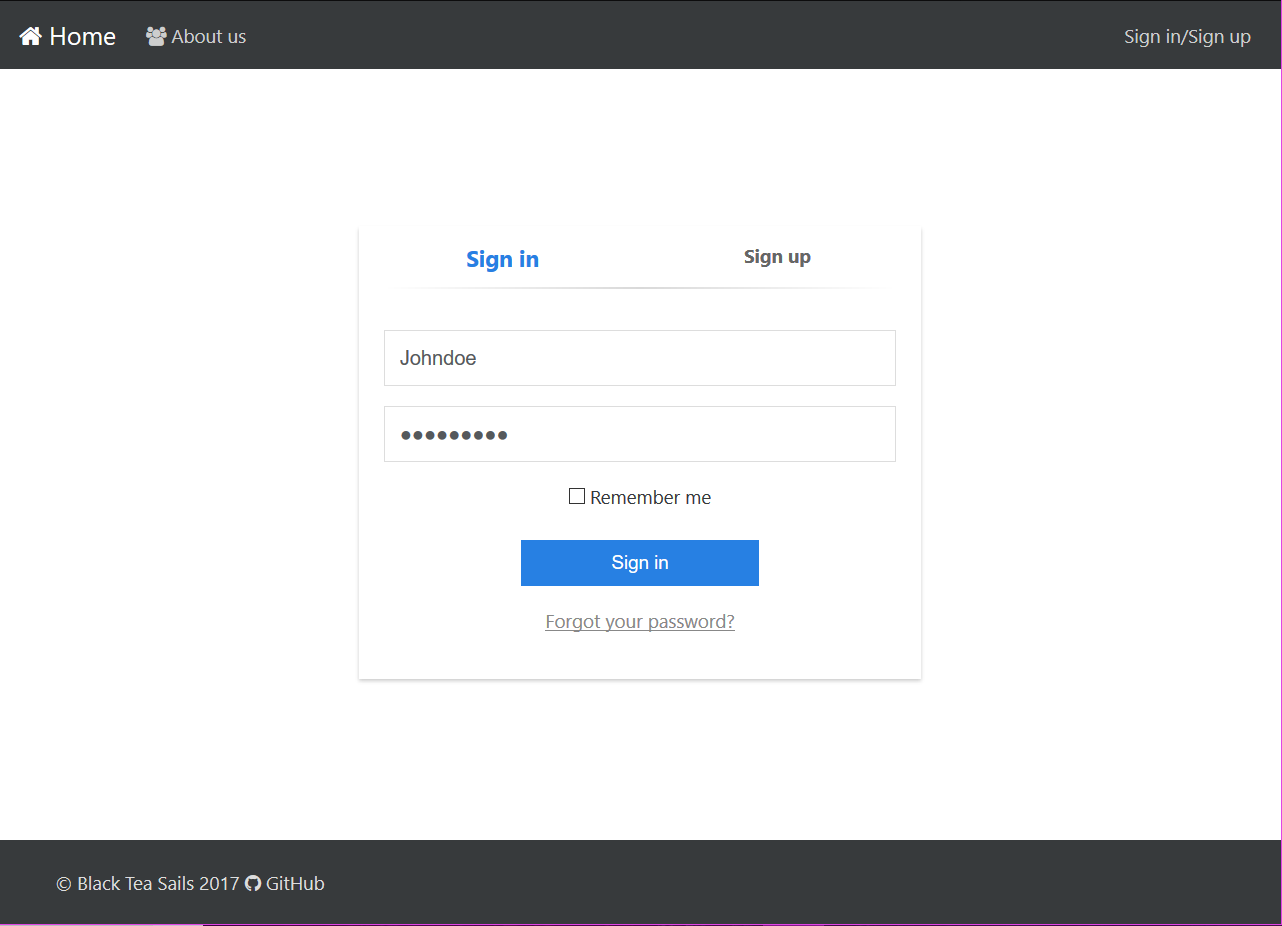 Home About us Sign in/Sign up
Sign in Sign up
Johndoe
●●●●●●●●●
Remember me
Sign in
Forgot your password?
© Black Tea Sails 2017 GitHub